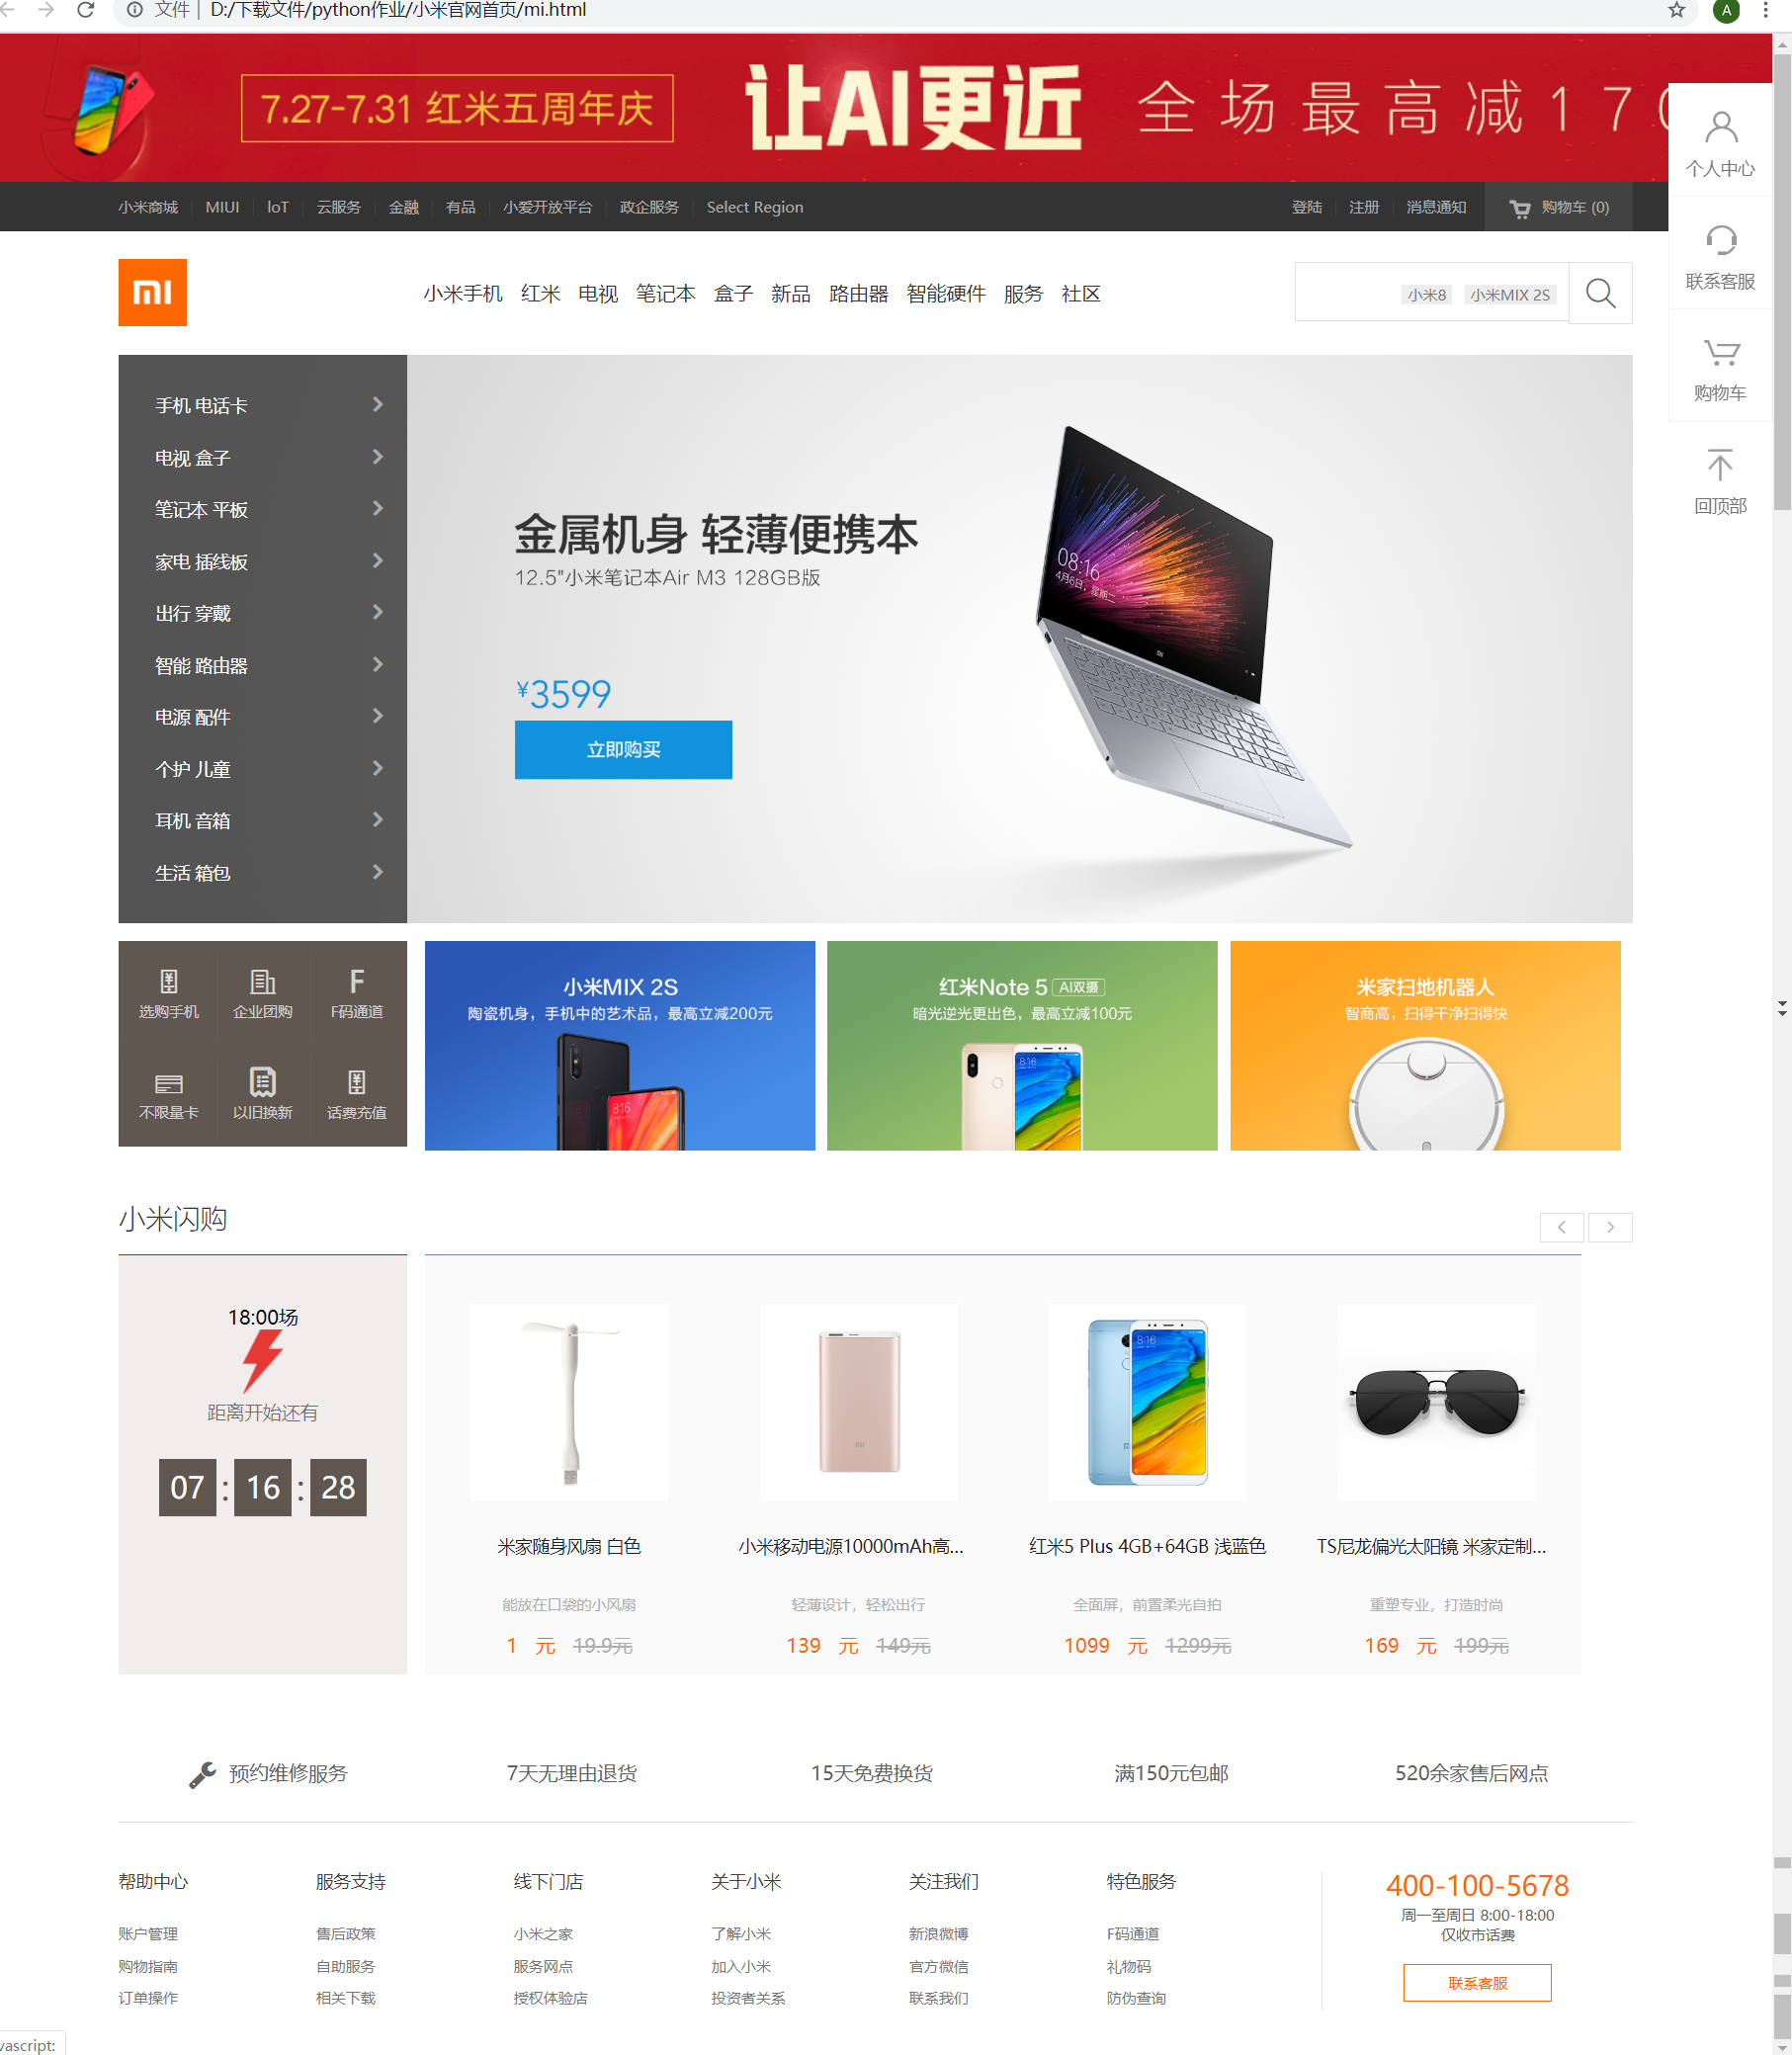 文件 | D:/下载文件/python作业/小米官网首页/mi.html
A
7.27-7.31 红米五周年庆
让AI更近
全场最高减170
小米商城 MIUI loT 云服务 金融 有品 小爱开放平台 政企服务 Select Region
登陆 注册 消息通知 购物车 (0)
个人中心
联系客服
购物车
回顶部
mi
小米手机 红米 电视 笔记本 盒子 新品 路由器 智能硬件 服务 社区
小米8 小米MIX 2S
手机 电话卡
电视 盒子
笔记本 平板
家电 插线板
出行 穿戴
智能 路由器
电源 配件
个护 儿童
耳机 音箱
生活 箱包
金属机身 轻薄便携本
12.5"小米笔记本Air M3 128GB版
¥3599
立即购买
08:16
4月6日，星期二
选购手机 企业团购 F码通道
不限量卡 以旧换新 话费充值
小米MIX 2S
陶瓷机身，手机中的艺术品，最高立减200元
8:16
红米Note 5 AI双摄
暗光逆光更出色，最高立减100元
8:16
米家扫地机器人
智商高，扫得干净扫得快
小米闪购
18:00场
距离开始还有
07 : 16 : 28
8:16
米家随身风扇 白色
能放在口袋的小风扇
1 元 19.9元
小米移动电源10000mAh高...
轻薄设计，轻松出行
139 元 149元
红米5 Plus 4GB+64GB 浅蓝色
全面屏，前置柔光自拍
1099 元 1299元
TS尼龙偏光太阳镜 米家定制...
重塑专业，打造时尚
169 元 199元
预约维修服务 7天无理由退货 15天免费换货 满150元包邮 520余家售后网点
帮助中心
账户管理
购物指南
订单操作
服务支持
售后政策
自助服务
相关下载
线下门店
小米之家
服务网点
授权体验店
关于小米
了解小米
加入小米
投资者关系
关注我们
新浪微博
官方微信
联系我们
特色服务
F码通道
礼物码
防伪查询
400-100-5678
周一至周日 8:00-18:00
仅收市话费
联系客服
vascript: